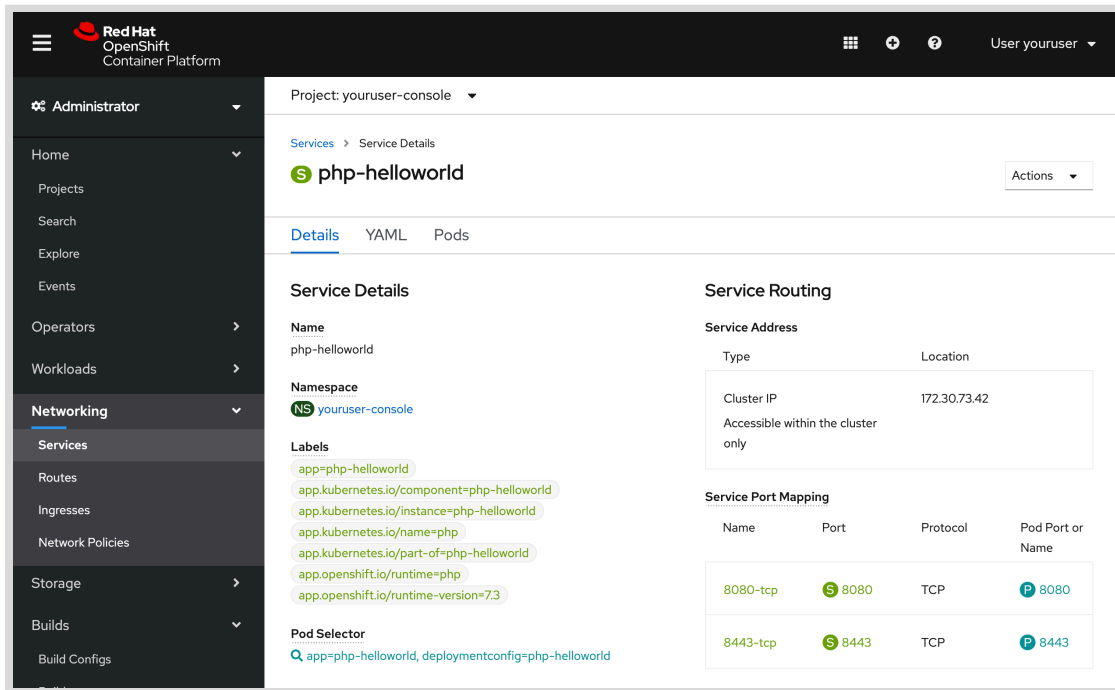 Red Hat
OpenShift
Container Platform
User youruser
Administrator
Home
Projects
Search
Explore
Events
Operators
Workloads
Networking
Services
Routes
Ingresses
Network Policies
Storage
Builds
Build Configs
Project: youruser-console
Services > Service Details
S php-helloworld
Actions
Details YAML Pods
Service Details
Name
php-helloworld
Namespace
NS youruser-console
Labels
app=php-helloworld
app.kubernetes.io/component=php-helloworld
app.kubernetes.io/instance=php-helloworld
app.kubernetes.io/name=php
app.kubernetes.io/part-of=php-helloworld
app.openshift.io/runtime=php
app.openshift.io/runtime-version=7.3
Pod Selector
app=php-helloworld, deploymentconfig=php-helloworld
Service Routing
Service Address
Type Location
Cluster IP 172.30.73.42
Accessible within the cluster
only
Service Port Mapping
Name Port Protocol Pod Port or
Name
8080-tcp S 8080 TCP P 8080
8443-tcp S 8443 TCP P 8443